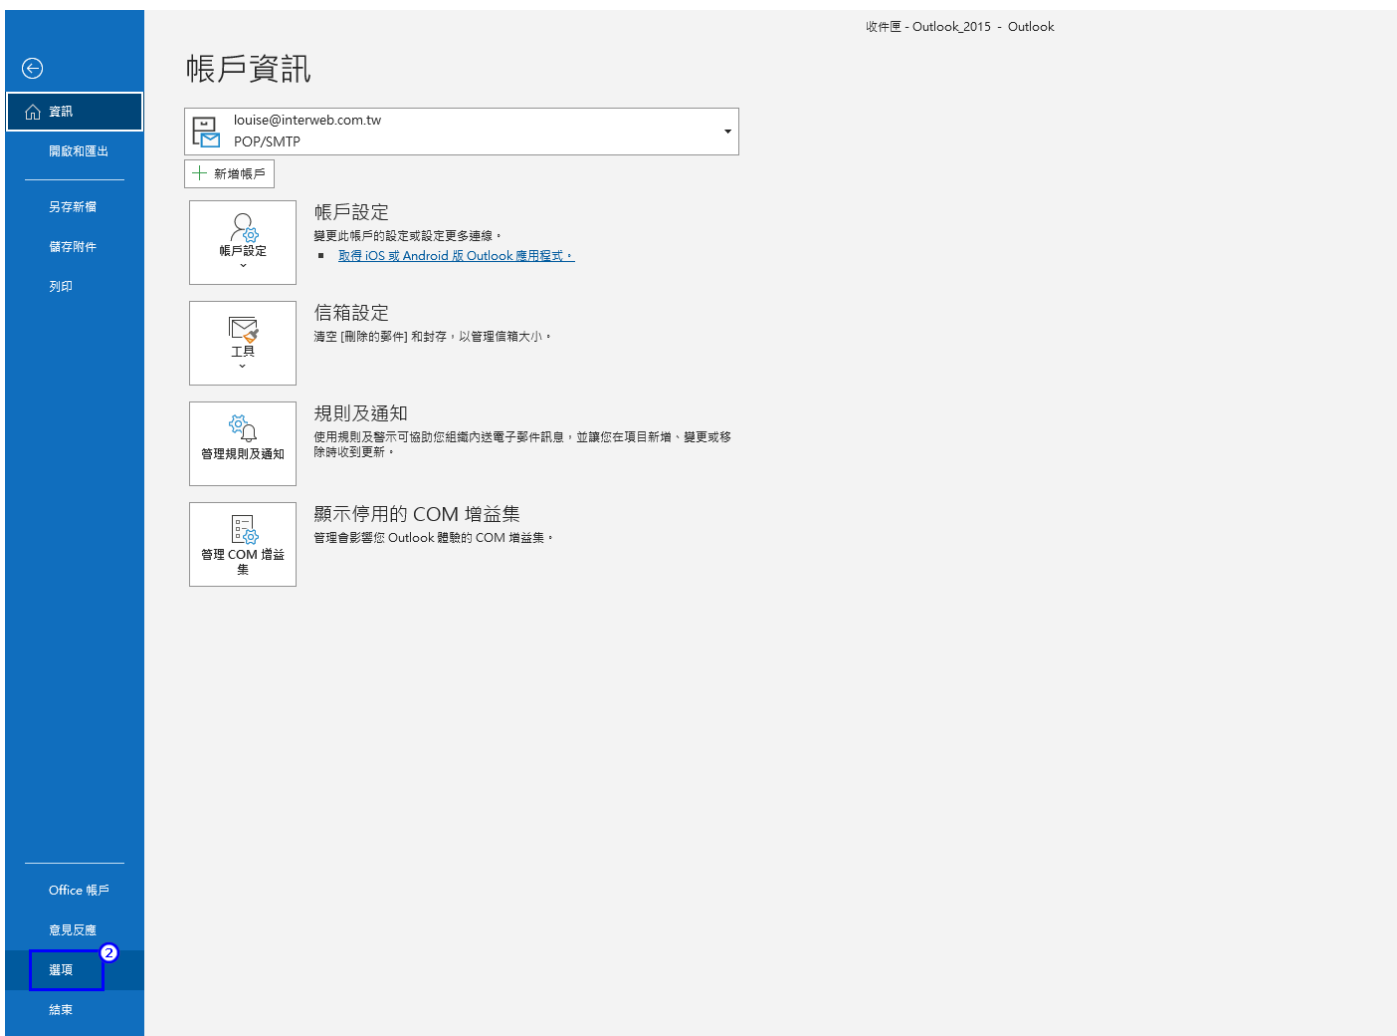 收件匣 - Outlook_2015 - Outlook
帳戶資訊
資訊
開啟和匯出
另存新檔
儲存附件
列印
louise@interweb.com.tw
POP/SMTP
新增帳戶
帳戶設定
帳戶設定
變更此帳戶的設定或設定更多連線。
▪ 取得 iOS 或 Android 版 Outlook 應用程式。
工具
信箱設定
清空 [刪除的郵件] 和封存，以管理信箱大小。
管理規則及通知
規則及通知
使用規則及警示可協助您組織內送電子郵件訊息，並讓您在項目新增、變更或移
除時收到更新。
管理 COM 增益
集
顯示停用的 COM 增益集
管理會影響您 Outlook 體驗的 COM 增益集。
Office 帳戶
意見反應
2
選項
結束